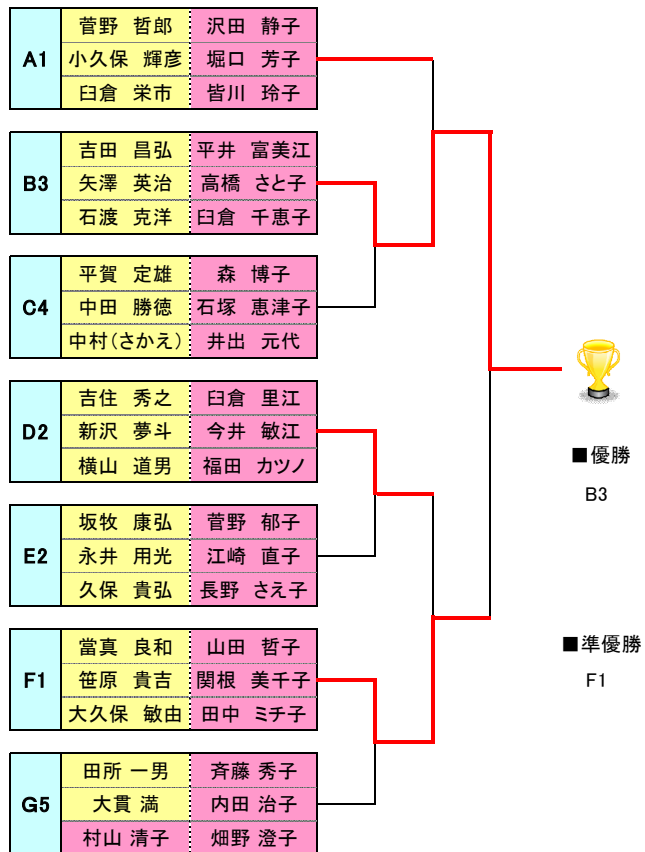 菅野 哲郎 沢田 静子
A1 小久保 輝彦 堀口 芳子
臼倉 栄市 皆川 玲子
吉田 昌弘 平井 富美江
B3 矢澤 英治 高橋 さと子
石渡 克洋 臼倉 千恵子
平賀 定雄 森 博子
C4 中田 勝徳 石塚 恵津子
中村(さかえ) 井出 元代
吉住 秀之 臼倉 里江
D2 新沢 夢斗 今井 敏江
横山 道男 福田 カツノ
■優勝
B3
坂牧 康弘 菅野 郁子
E2 永井 用光 江崎 直子
久保 貴弘 長野 さえ子
當真 良和 山田 哲子
F1 笹原 貴吉 関根 美千子
大久保 敏由 田中 ミチ子
■準優勝
F1
田所 一男 斉藤 秀子
G5 大貫 満 内田 治子
村山 清子 畑野 澄子